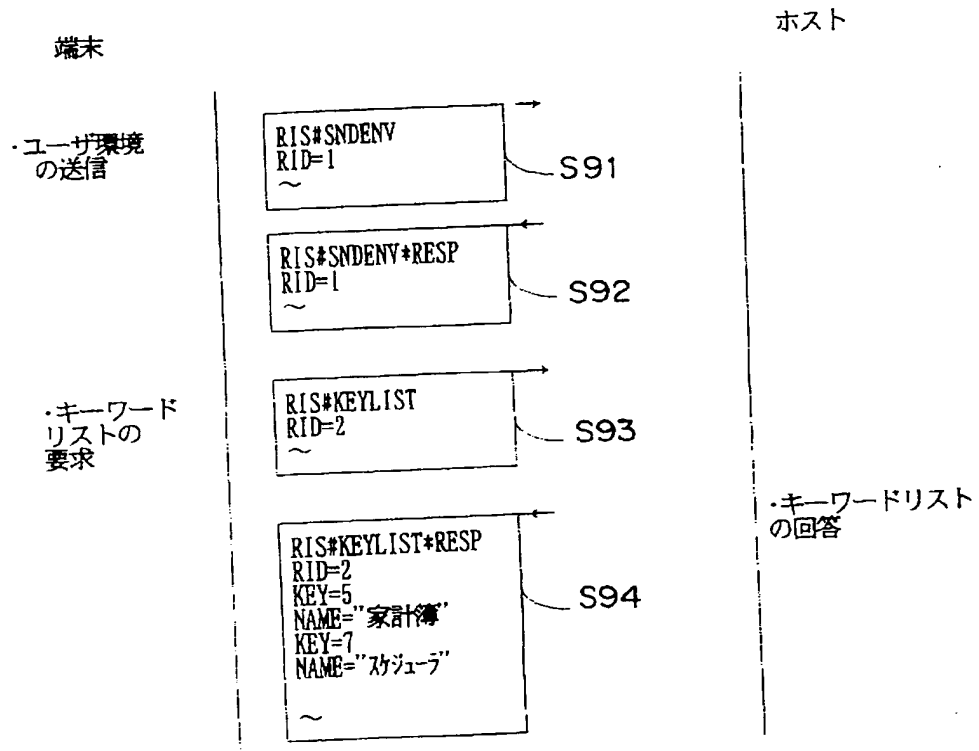 端末
ホスト
・ユーザ環境
の送信
RIS#SNDENV
RID=1
~
S91
RIS#SNDENV*RESP
RID=1
~
S92
・キーワード
リストの
要求
RIS#KEYLIST
RID=2
~
S93
・キーワードリスト
の回答
RIS#KEYLIST*RESP
RID=2
KEY=5
NAME="家計簿"
KEY=7
NAME="スケジューラ"
~
S94